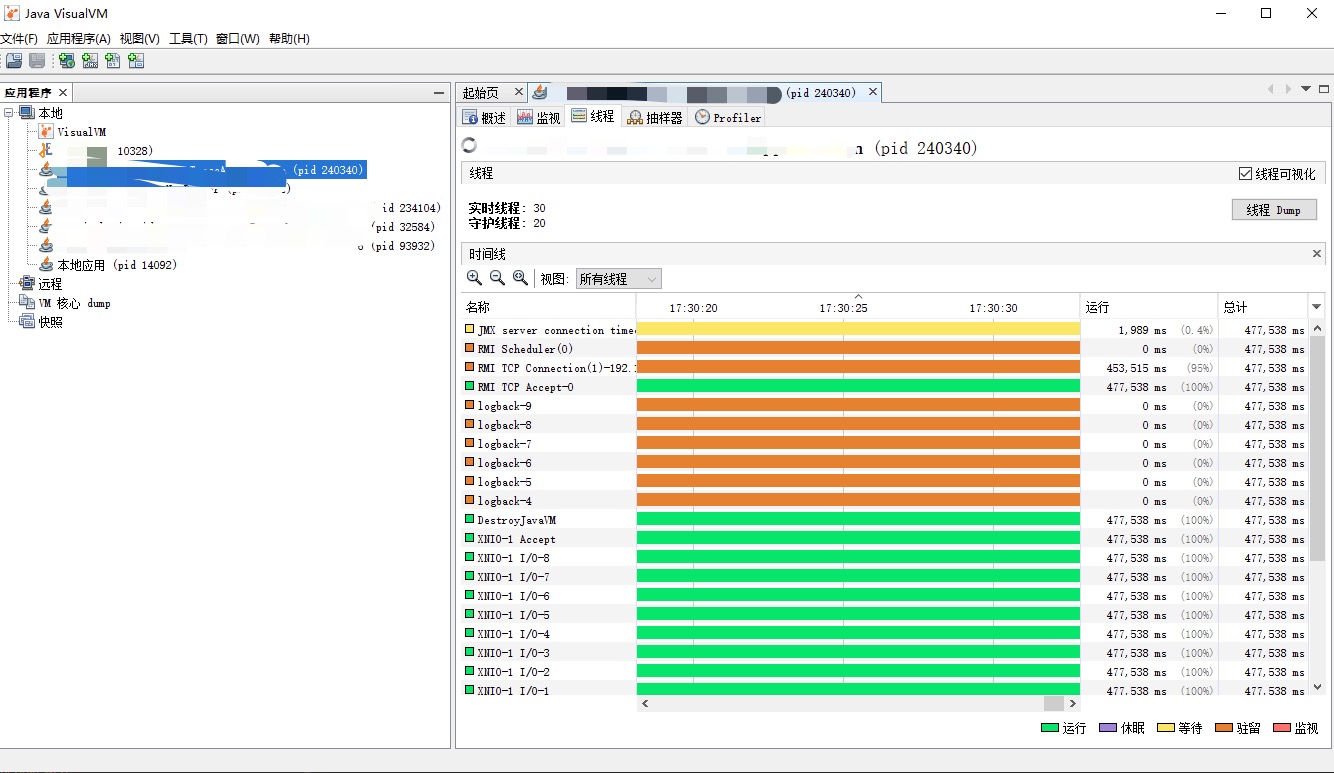 Java VisualVM
文件(F) 应用程序(A) 视图(V) 工具(T) 窗口(W) 帮助(H)
应用程序
本地
VisualVM
10328)
(pid 240340)
id 234104)
(pid 32584)
(pid 93932)
本地应用 (pid 14092)
远程
VM 核心 dump
快照
起始页 (pid 240340)
概述 监视 线程 抽样器 Profiler
(pid 240340)
线程 线程可视化
实时线程: 30
守护线程: 20
线程 Dump
时间线
视图: 所有线程
名称 17:30:20 17:30:25 17:30:30 运行 总计
JMX server connection time 1,989 ms (0.4%) 477,538 ms
RMI Scheduler(0) 0 ms (0%) 477,538 ms
RMI TCP Connection(1)-192. 453,515 ms (95%) 477,538 ms
RMI TCP Accept-0 477,538 ms (100%) 477,538 ms
logback-9 0 ms (0%) 477,538 ms
logback-8 0 ms (0%) 477,538 ms
logback-7 0 ms (0%) 477,538 ms
logback-6 0 ms (0%) 477,538 ms
logback-5 0 ms (0%) 477,538 ms
logback-4 0 ms (0%) 477,538 ms
DestroyJavaVM 477,538 ms (100%) 477,538 ms
XNIO-1 Accept 477,538 ms (100%) 477,538 ms
XNIO-1 I/O-8 477,538 ms (100%) 477,538 ms
XNIO-1 I/O-7 477,538 ms (100%) 477,538 ms
XNIO-1 I/O-6 477,538 ms (100%) 477,538 ms
XNIO-1 I/O-5 477,538 ms (100%) 477,538 ms
XNIO-1 I/O-4 477,538 ms (100%) 477,538 ms
XNIO-1 I/O-3 477,538 ms (100%) 477,538 ms
XNIO-1 I/O-2 477,538 ms (100%) 477,538 ms
XNIO-1 I/O-1 477,538 ms (100%) 477,538 ms
运行 休眠 等待 驻留 监视